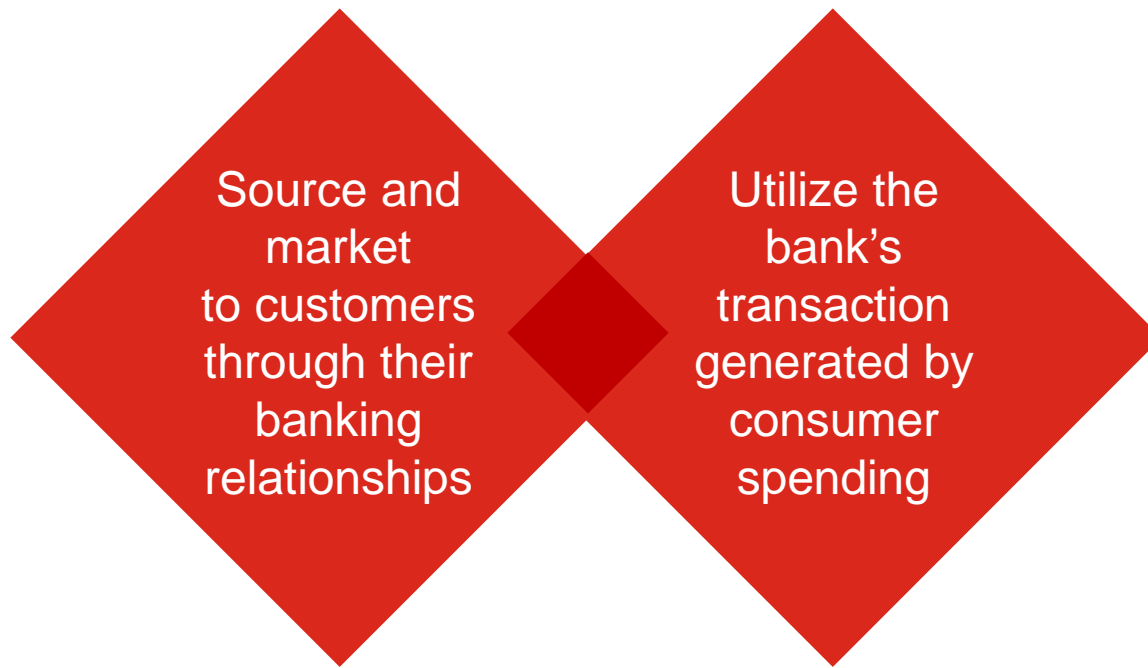 Source and
market
to customers
through their
banking
relationships
Utilize the
bank’s
transaction
generated by
consumer
spending